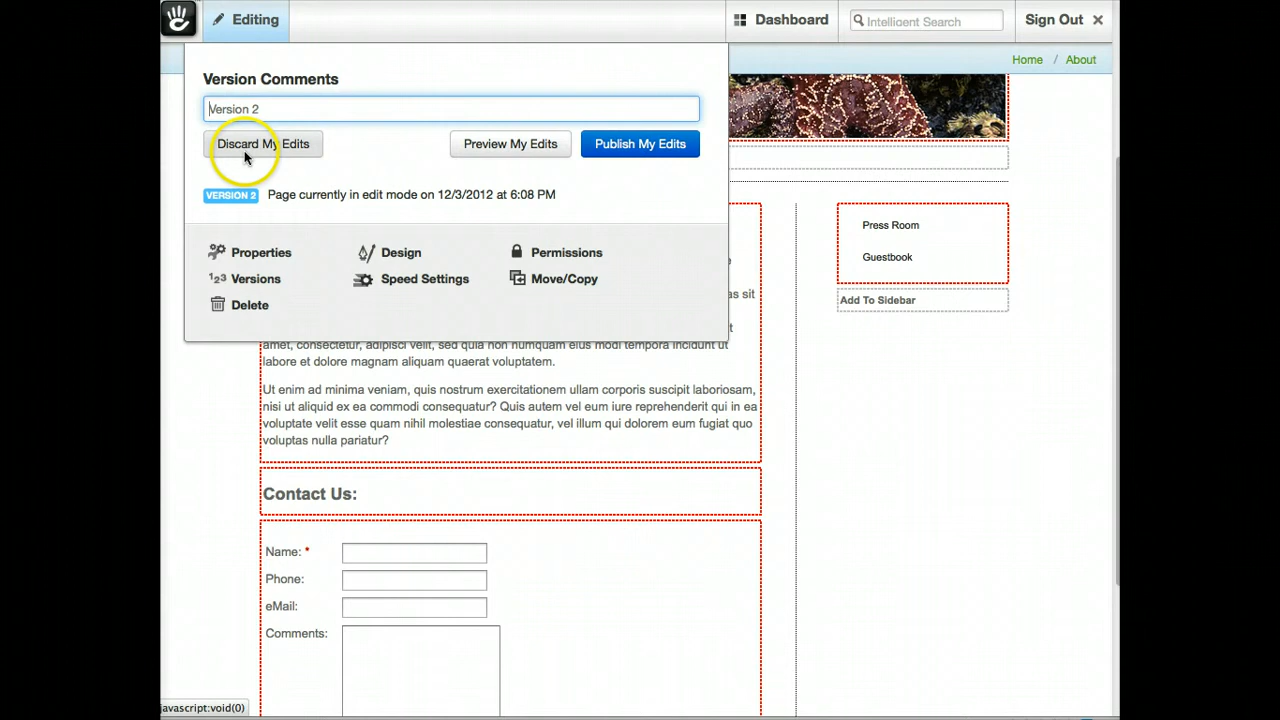 Editing
Dashboard
Intelligent Search
Sign Out
Home / About
Version Comments
Version 2
Discard My Edits
Preview My Edits
Publish My Edits
VERSION 2 Page currently in edit mode on 12/3/2012 at 6:08 PM
Properties
Design
Permissions
123 Versions
Speed Settings
Move/Copy
Delete
as sit
amet, consectetur, adipisci velit, sed quia non numquam eius modi tempora incidunt ut
labore et dolore magnam aliquam quaerat voluptatem.
Ut enim ad minima veniam, quis nostrum exercitationem ullam corporis suscipit laboriosam,
nisi ut aliquid ex ea commodi consequatur? Quis autem vel eum iure reprehenderit qui in ea
voluptate velit esse quam nihil molestiae consequatur, vel illum qui dolorem eum fugiat quo
voluptas nulla pariatur?
Contact Us:
Name: *
Phone:
eMail:
Comments:
Press Room
Guestbook
Add To Sidebar
javascript:void(0)